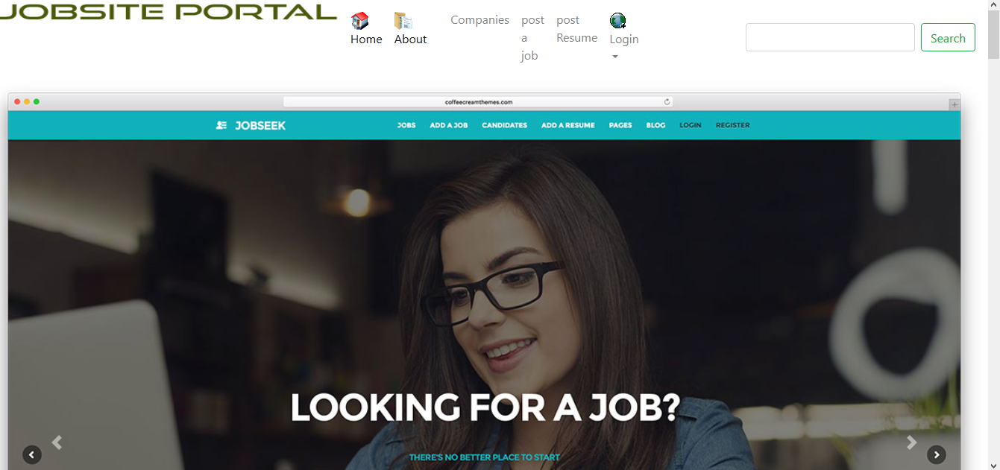 JOBSITE PORTAL
Home
About
Companies
post
a
job
post
Resume
Login
Search
coffeecreamthemes.com
JOBSEEK
JOBS ADD A JOB CANDIDATES ADD A RESUME PAGES BLOG LOGIN REGISTER
LOOKING FOR A JOB?
THERE'S NO BETTER PLACE TO START